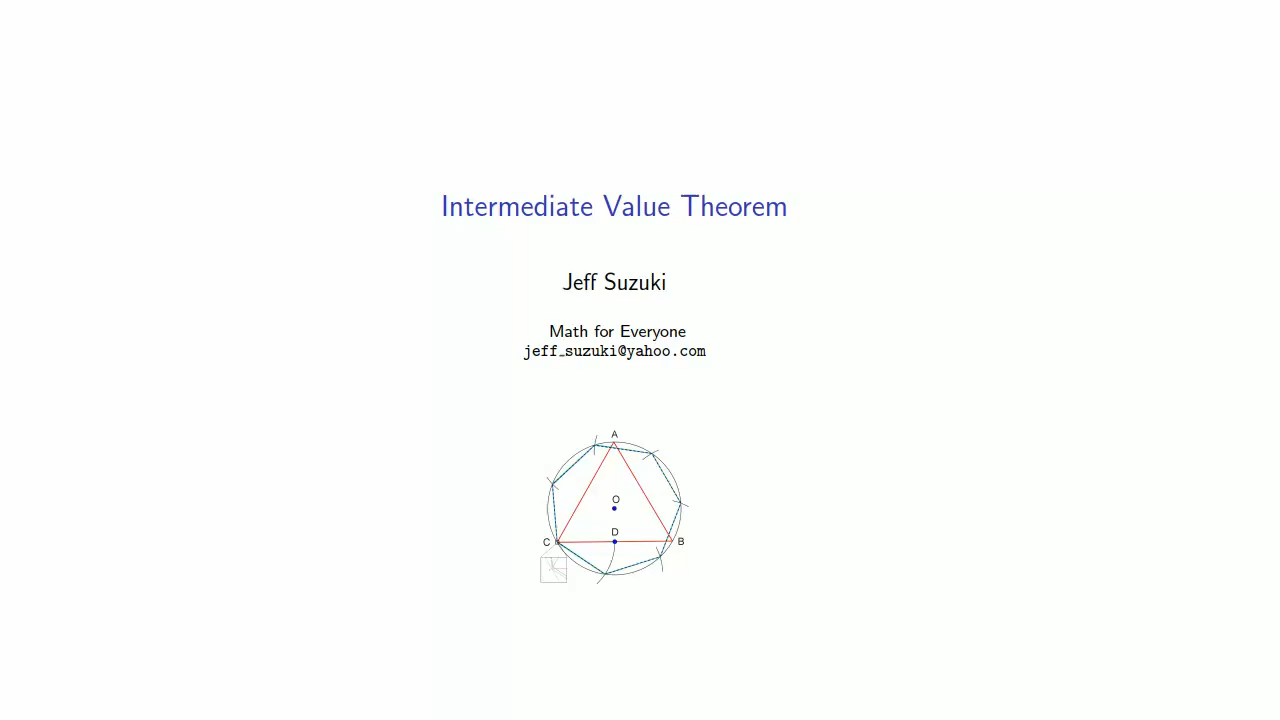 Intermediate Value Theorem
Jeff Suzuki
Math for Everyone
jeff_suzuki@yahoo.com
A
O
D
C
B